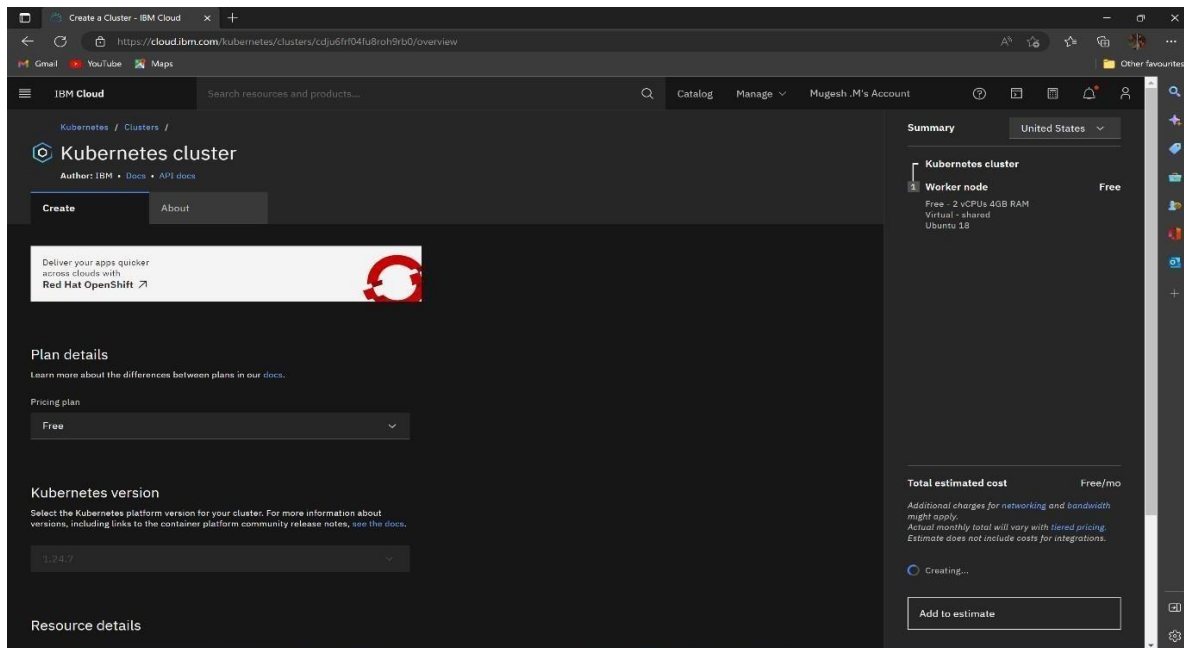 Create a Cluster - IBM Cloud
https://cloud.ibm.com/kubernetes/clusters/cdju6frf04fu8roh9rb0/overview
Gmail YouTube Maps Other favourites
IBM Cloud Search resources and products... Catalog Manage Mugesh .M's Account
Kubernetes / Clusters /
Kubernetes cluster
Author: IBM • Docs • API docs
Create About
Deliver your apps quicker
across clouds with
Red Hat OpenShift
Plan details
Learn more about the differences between plans in our docs.
Pricing plan
Free
Kubernetes version
Select the Kubernetes platform version for your cluster. For more information about
versions, including links to the container platform community release notes, see the docs.
1.24.7
Resource details
Summary United States
Kubernetes cluster
1 Worker node Free
Free - 2 vCPUs 4GB RAM
Virtual - shared
Ubuntu 18
Total estimated cost Free/mo
Additional charges for networking and bandwidth
might apply.
Actual monthly total will vary with tiered pricing.
Estimate does not include costs for integrations.
Creating...
Add to estimate